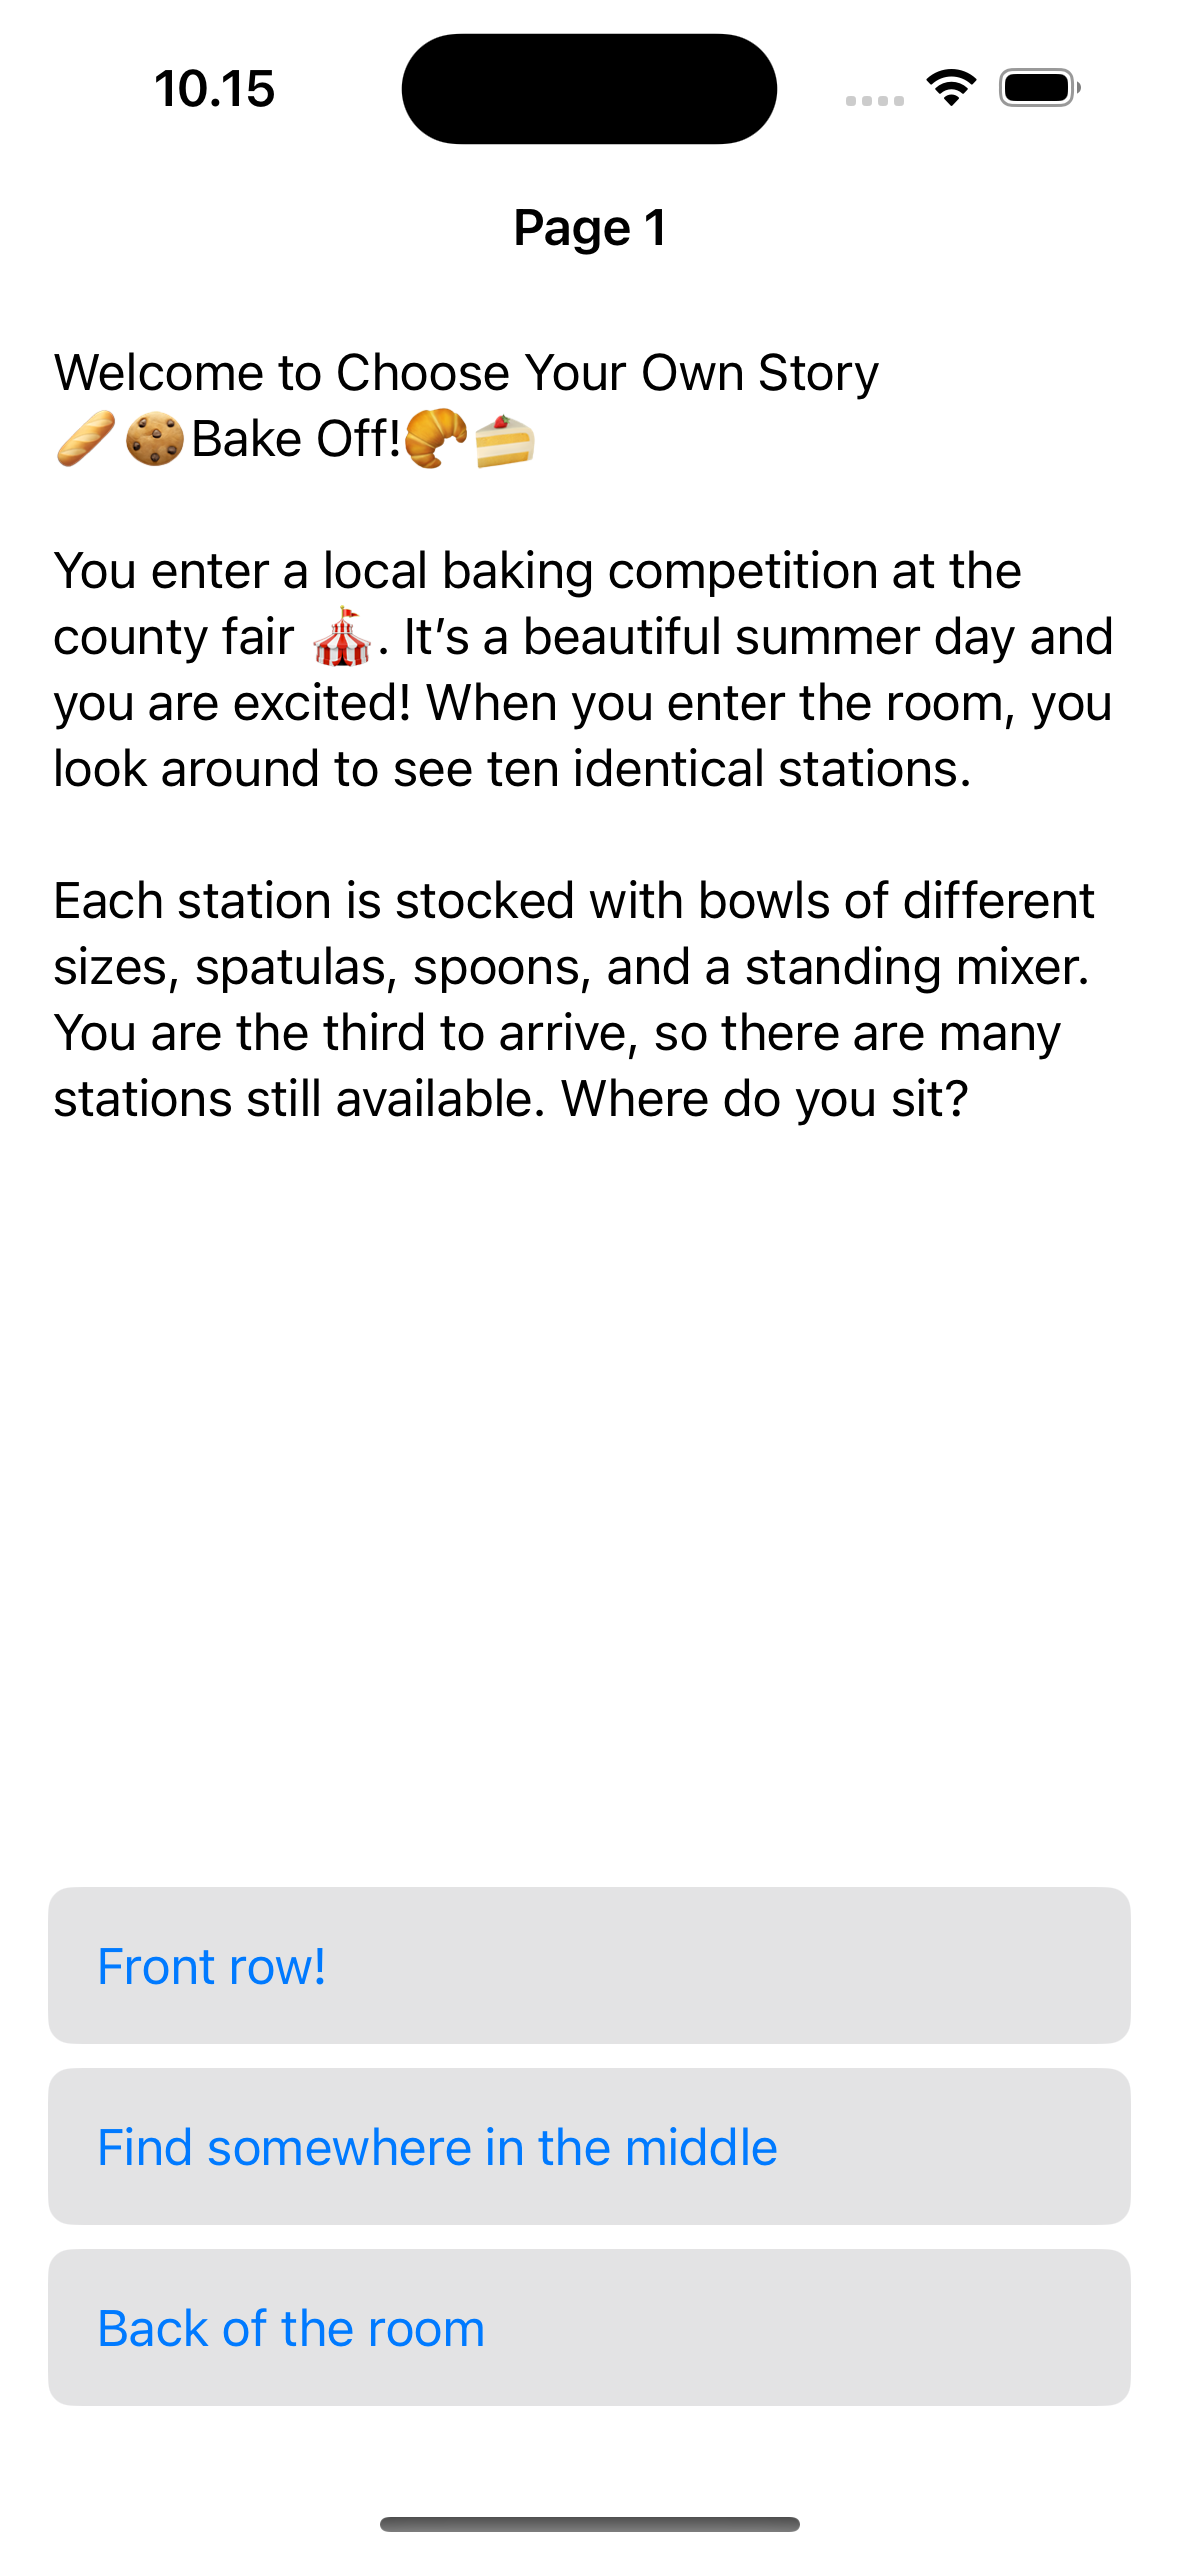 10.15
Page 1
Welcome to Choose Your Own Story
🥖🍪Bake Off!🥐🍰
You enter a local baking competition at the
county fair 🎪. It’s a beautiful summer day and
you are excited! When you enter the room, you
look around to see ten identical stations.
Each station is stocked with bowls of different
sizes, spatulas, spoons, and a standing mixer.
You are the third to arrive, so there are many
stations still available. Where do you sit?
Front row!
Find somewhere in the middle
Back of the room